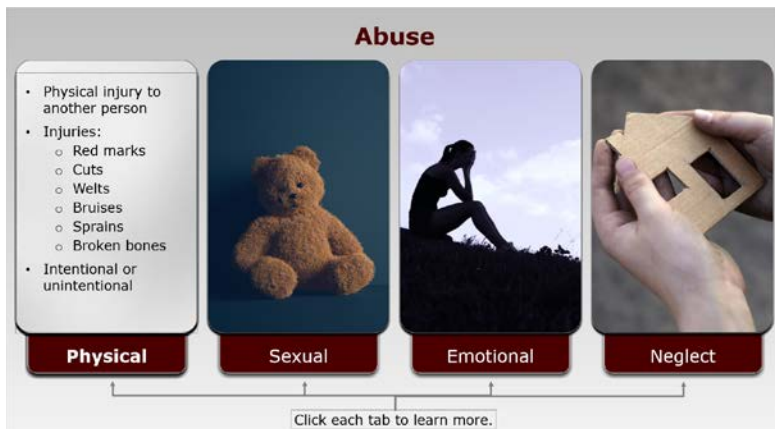 Abuse
• Physical injury to
another person
• Injuries:
o Red marks
o Cuts
o Welts
o Bruises
o Sprains
o Broken bones
• Intentional or
unintentional
Physical
Sexual
Emotional
Neglect
Click each tab to learn more.